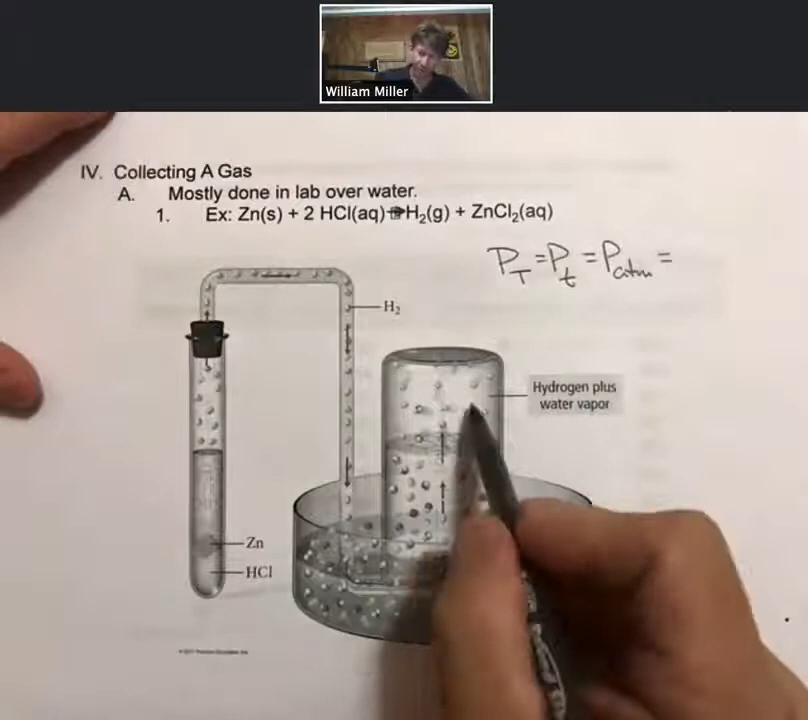 William Miller
IV. Collecting A Gas
A. Mostly done in lab over water.
1. Ex: Zn(s) + 2 HCl(aq)→H₂(g) + ZnCl₂(aq)
P_T = P_t = P_atm =
H₂
Hydrogen plus
water vapor
Zn
HCl